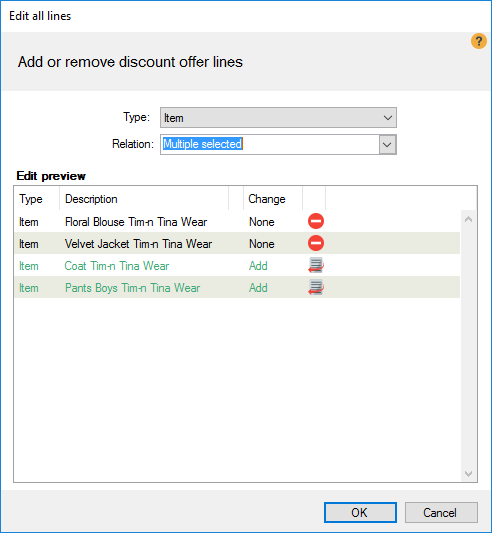 Edit all lines
?
Add or remove discount offer lines
Type: Item
Relation: Multiple selected
Edit preview
Type Description Change
Item Floral Blouse Tim-n Tina Wear None
Item Velvet Jacket Tim-n Tina Wear None
Item Coat Tim-n Tina Wear Add
Item Pants Boys Tim-n Tina Wear Add
OK Cancel